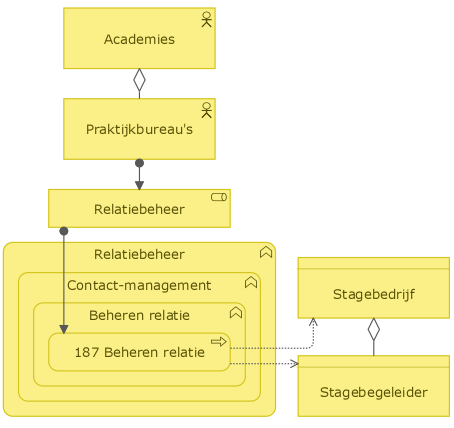 Academies
Praktijkbureau's
Relatiebeheer
Relatiebeheer
Contact-management
Beheren relatie
187 Beheren relatie
Stagebedrijf
Stagebegeleider